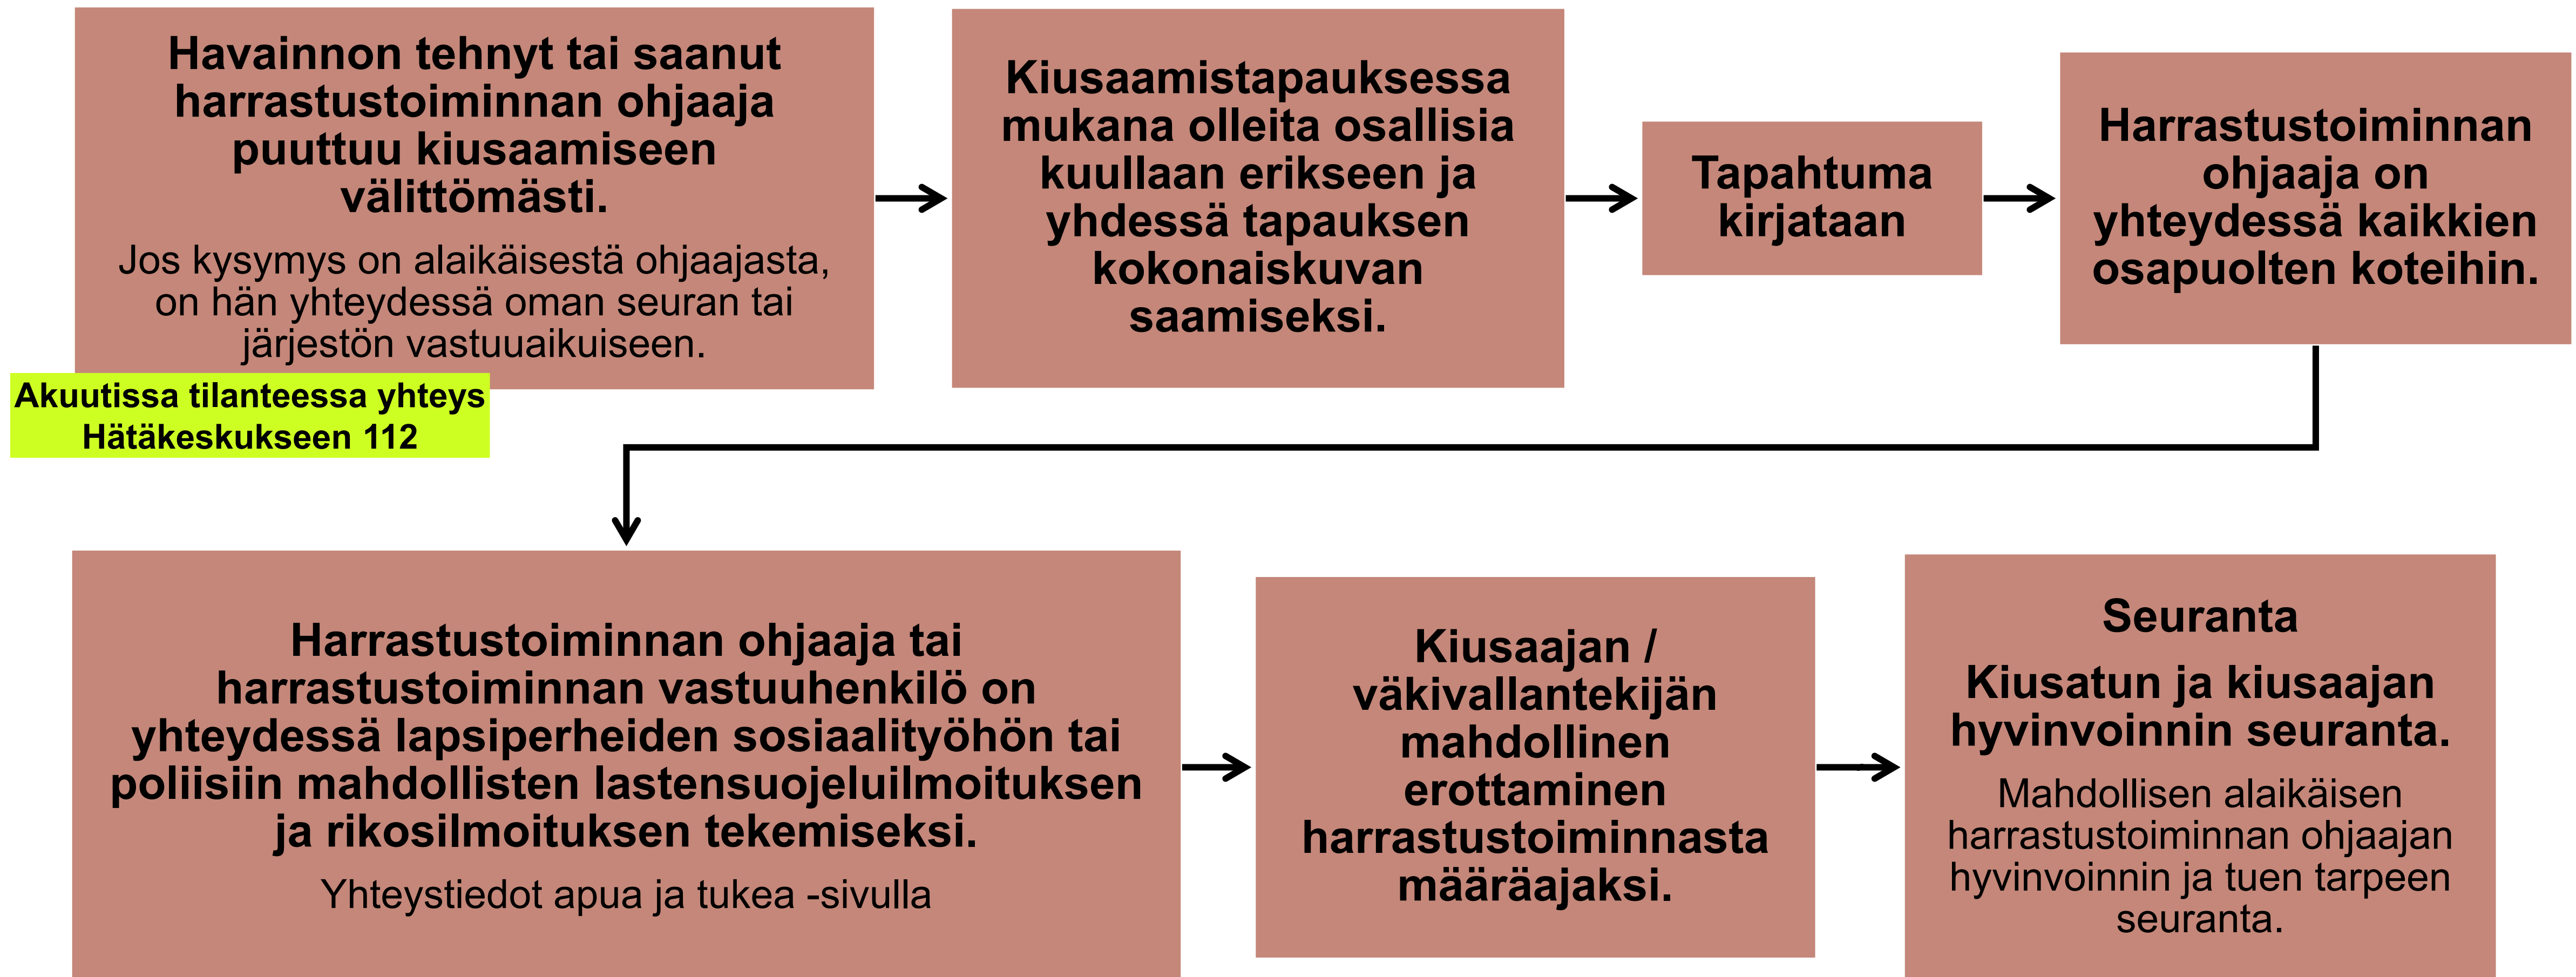 Havainnon tehnyt tai saanut
harrastustoiminnan ohjaaja
puuttuu kiusaamiseen
välittömästi.
Jos kysymys on alaikäisestä ohjaajasta,
on hän yhteydessä oman seuran tai
järjestön vastuuaikuiseen.
Akuutissa tilanteessa yhteys
Hätäkeskukseen 112
Kiusaamistapauksessa
mukana olleita osallisia
kuullaan erikseen ja
yhdessä tapauksen
kokonaiskuvan
saamiseksi.
Tapahtuma
kirjataan
Harrastustoiminnan
ohjaaja on
yhteydessä kaikkien
osapuolten koteihin.
Harrastustoiminnan ohjaaja tai
harrastustoiminnan vastuuhenkilö on
yhteydessä lapsiperheiden sosiaalityöhön tai
poliisiin mahdollisten lastensuojeluilmoituksen
ja rikosilmoituksen tekemiseksi.
Yhteystiedot apua ja tukea -sivulla
Kiusaajan /
väkivallantekijän
mahdollinen
erottaminen
harrastustoiminnasta
määräajaksi.
Seuranta
Kiusatun ja kiusaajan
hyvinvoinnin seuranta.
Mahdollisen alaikäisen
harrastustoiminnan ohjaajan
hyvinvoinnin ja tuen tarpeen
seuranta.